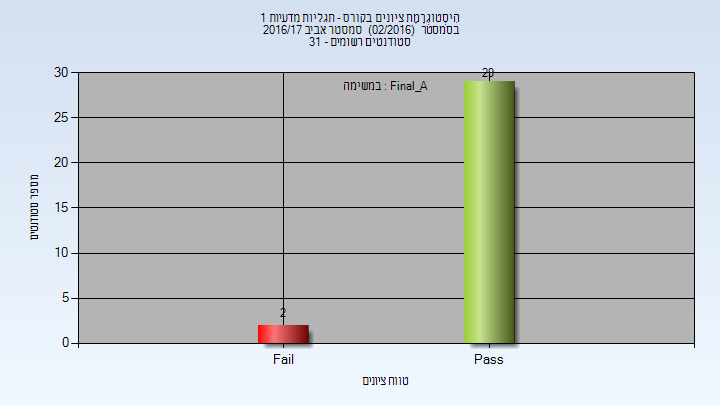 היסטוגרמת ציונים בקורס - תגליות מדעיות 1
בסמסטר (02/2016) סמסטר אביב 2016/17
סטודנטים רשומים - 31
במשימה : Final_A
30
25
20
15
10
5
0
29
2
Fail
Pass
מספר סטודנטים
טווח ציונים